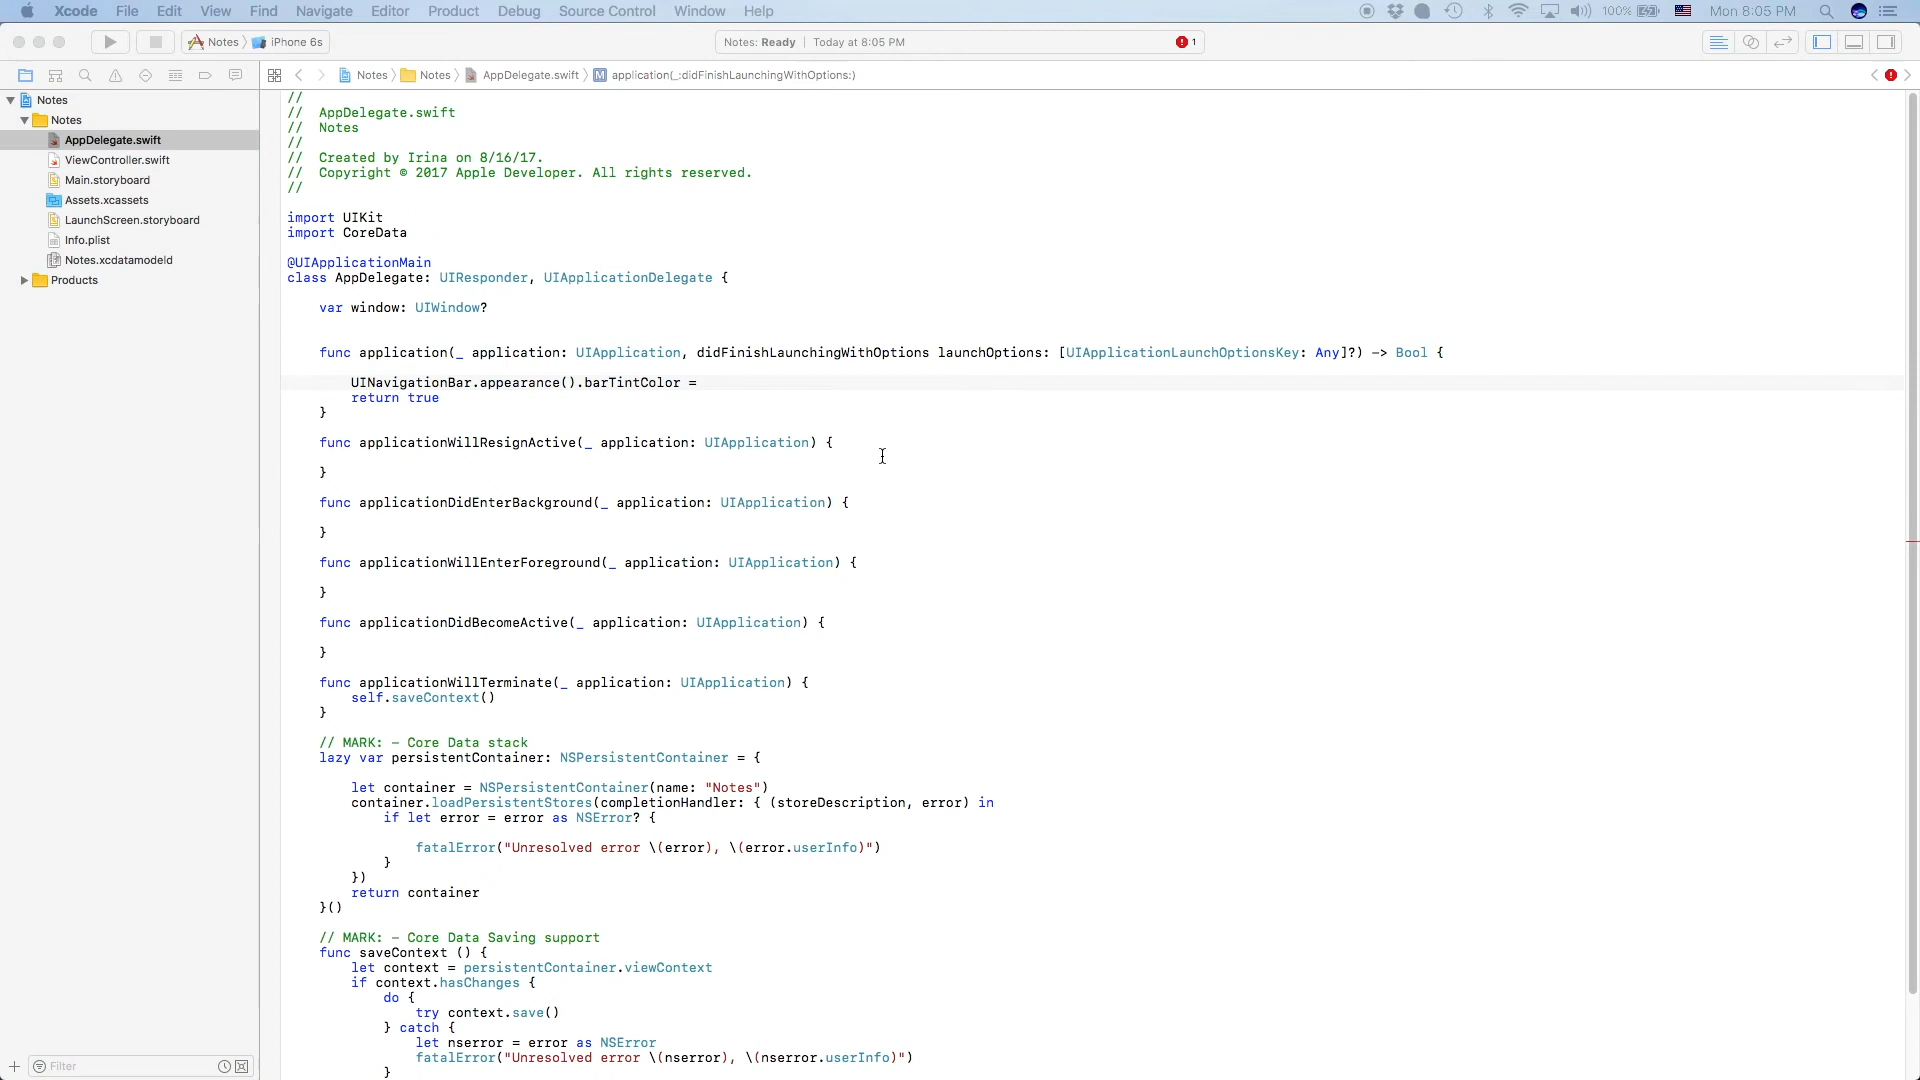 Xcode File Edit View Find Navigate Editor Product Debug Source Control Window Help 100% Mon 8:05 PM
Notes iPhone 6s Notes: Ready Today at 8:05 PM 1
Notes Notes AppDelegate.swift M application(_:didFinishLaunchingWithOptions:)
Notes
Notes
AppDelegate.swift
ViewController.swift
Main.storyboard
Assets.xcassets
LaunchScreen.storyboard
Info.plist
Notes.xcdatamodeld
Products
Filter
//
// AppDelegate.swift
// Notes
//
// Created by Irina on 8/16/17.
// Copyright © 2017 Apple Developer. All rights reserved.
//
import UIKit
import CoreData
@UIApplicationMain
class AppDelegate: UIResponder, UIApplicationDelegate {
var window: UIWindow?
func application(_ application: UIApplication, didFinishLaunchingWithOptions launchOptions: [UIApplicationLaunchOptionsKey: Any]?) -> Bool {
UINavigationBar.appearance().barTintColor =
return true
}
func applicationWillResignActive(_ application: UIApplication) {
}
func applicationDidEnterBackground(_ application: UIApplication) {
}
func applicationWillEnterForeground(_ application: UIApplication) {
}
func applicationDidBecomeActive(_ application: UIApplication) {
}
func applicationWillTerminate(_ application: UIApplication) {
self.saveContext()
}
// MARK: - Core Data stack
lazy var persistentContainer: NSPersistentContainer = {
let container = NSPersistentContainer(name: "Notes")
container.loadPersistentStores(completionHandler: { (storeDescription, error) in
if let error = error as NSError? {
fatalError("Unresolved error \(error), \(error.userInfo)")
}
})
return container
}()
// MARK: - Core Data Saving support
func saveContext () {
let context = persistentContainer.viewContext
if context.hasChanges {
do {
try context.save()
} catch {
let nserror = error as NSError
fatalError("Unresolved error \(nserror), \(nserror.userInfo)")
}